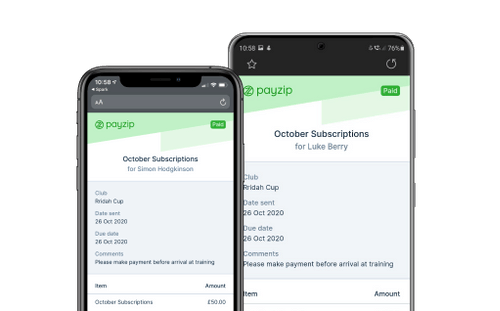 10:58
Spark
AA
payzip
Paid
October Subscriptions
for Simon Hodgkinson
Club
Rridah Cup
Date sent
26 Oct 2020
Due date
26 Oct 2020
Comments
Please make payment before arrival at training
Item Amount
October Subscriptions £50.00
10:58 76%
payzip
Paid
October Subscriptions
for Luke Berry
Club
Rridah Cup
Date sent
26 Oct 2020
Due date
26 Oct 2020
Comments
Please make payment before arrival at training
Item Amount